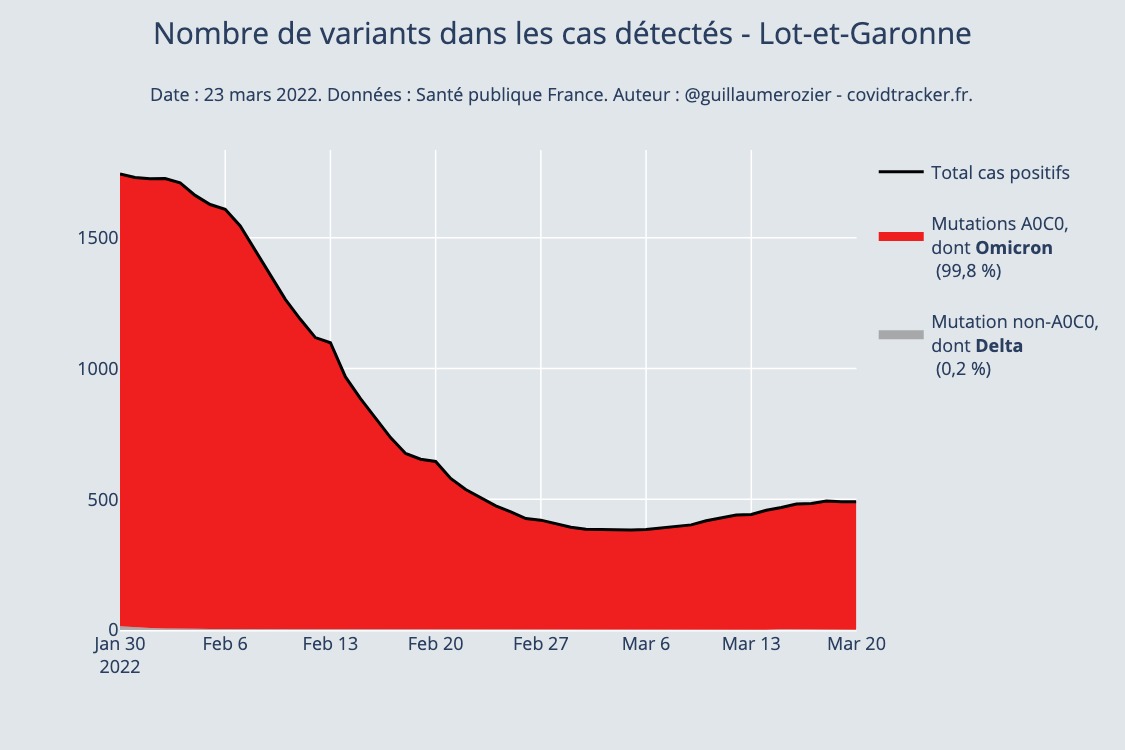 Nombre de variants dans les cas détectés - Lot-et-Garonne
Date : 23 mars 2022. Données : Santé publique France. Auteur : @guillaumerozier - covidtracker.fr.
Total cas positifs
Mutations A0C0,
dont Omicron
(99,8 %)
Mutation non-A0C0,
dont Delta
(0,2 %)
1500
1000
500
0
Jan 30
2022
Feb 6
Feb 13
Feb 20
Feb 27
Mar 6
Mar 13
Mar 20